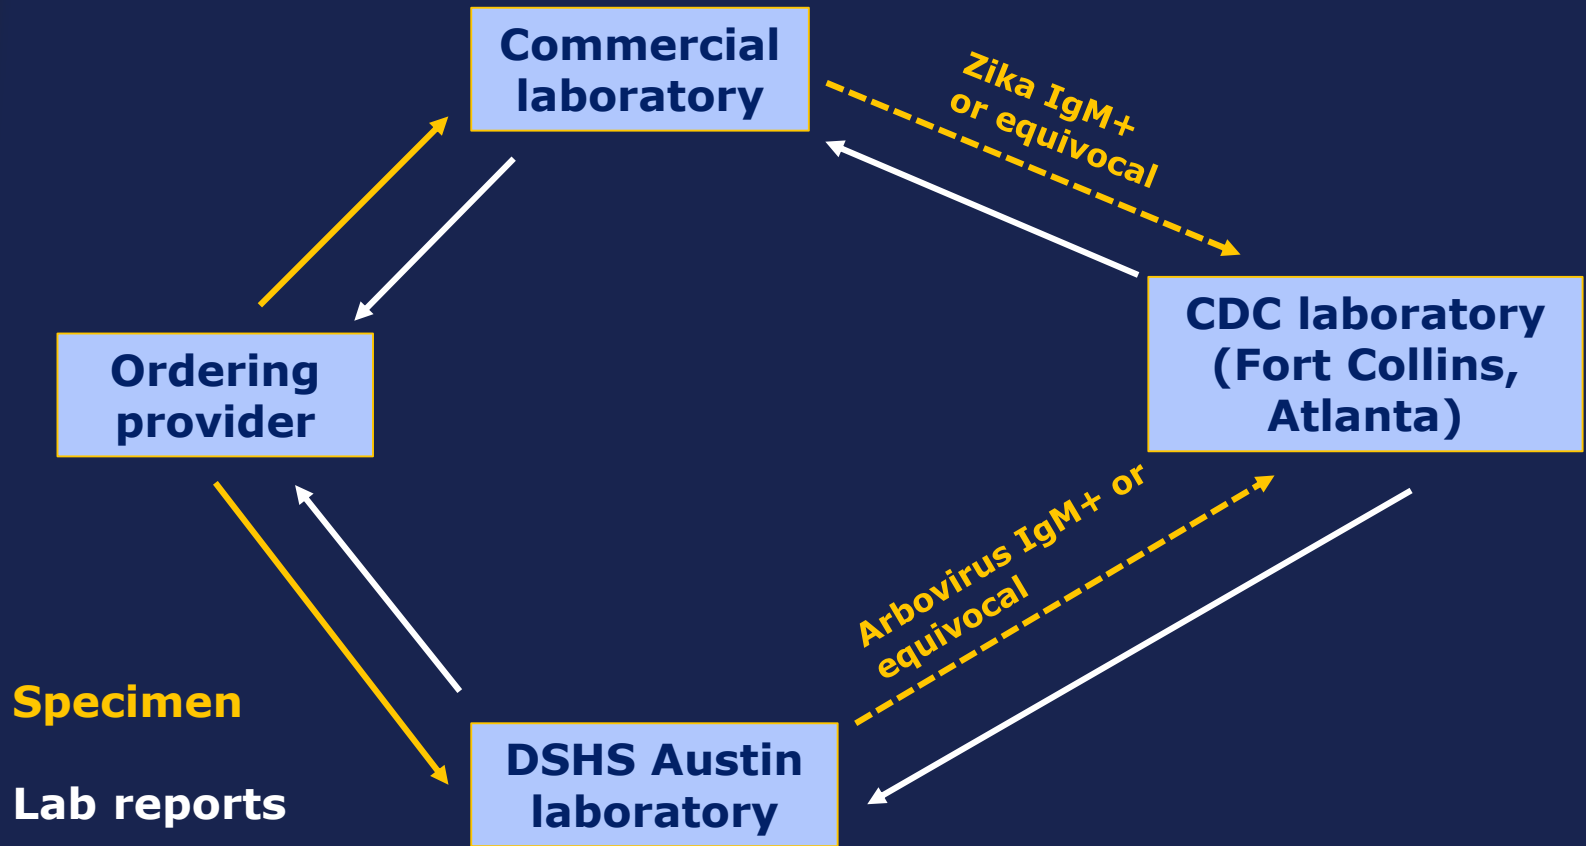 Commercial
laboratory
Zika IgM+
or equivocal
CDC laboratory
(Fort Collins,
Atlanta)
Ordering
provider
Arbovirus IgM+ or
equivocal
Specimen
DSHS Austin
laboratory
Lab reports